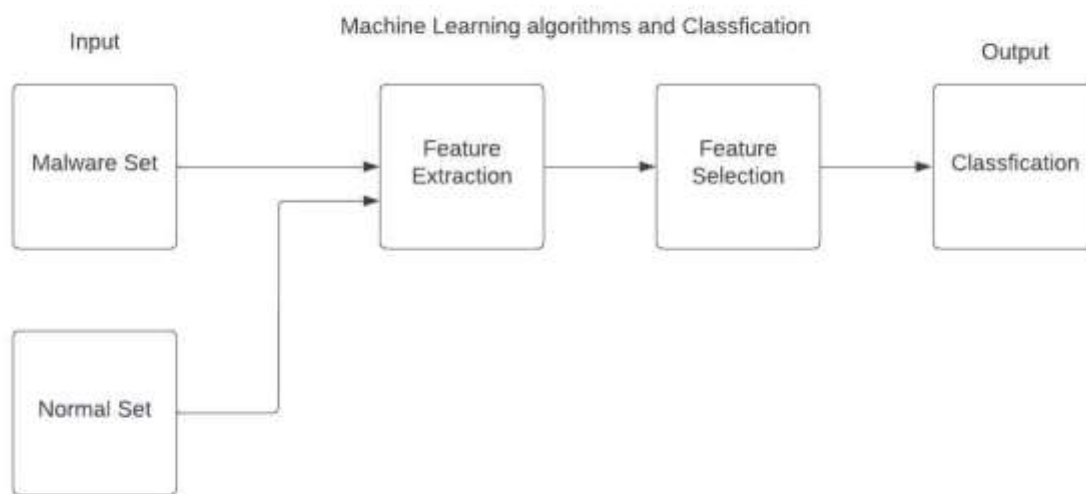 Machine Learning algorithms and Classfication
Input
Output
Malware Set
Feature
Extraction
Feature
Selection
Classfication
Normal Set